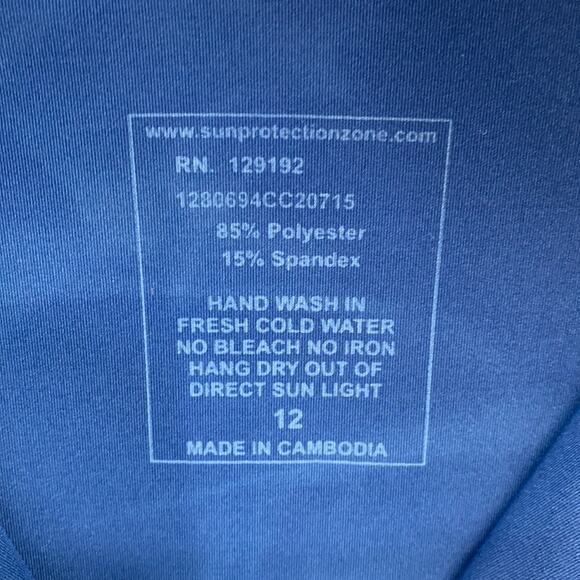 www.sunprotectionzone.com
RN. 129192
1280694CC20715
85% Polyester
15% Spandex
HAND WASH IN
FRESH COLD WATER
NO BLEACH NO IRON
HANG DRY OUT OF
DIRECT SUN LIGHT
12
MADE IN CAMBODIA